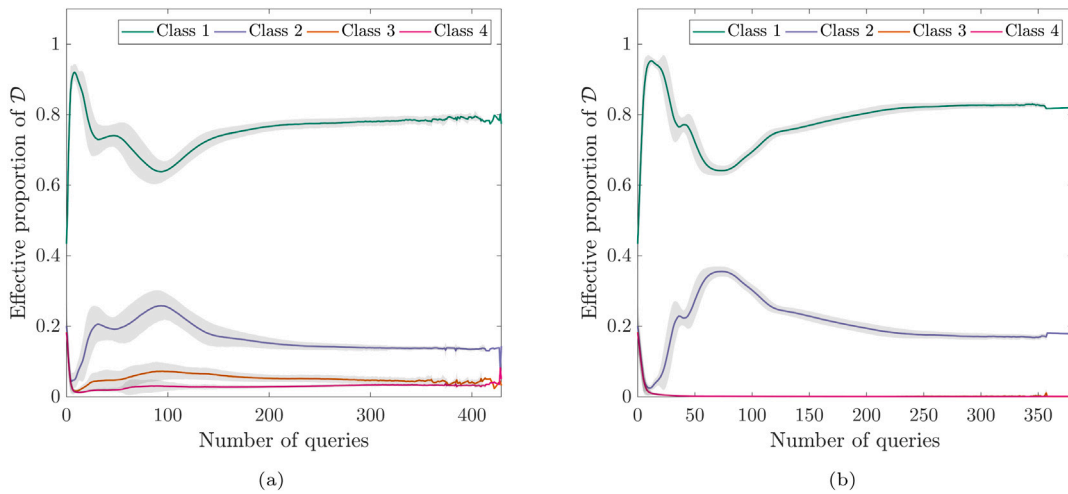 Class 1 Class 2 Class 3 Class 4
1
0.8
0.6
0.4
0.2
0
Effective proportion of 𝒟
0 100 200 300 400
Number of queries
(a)
Class 1 Class 2 Class 3 Class 4
1
0.8
0.6
0.4
0.2
0
Effective proportion of 𝒟
0 50 100 150 200 250 300 350
Number of queries
(b)